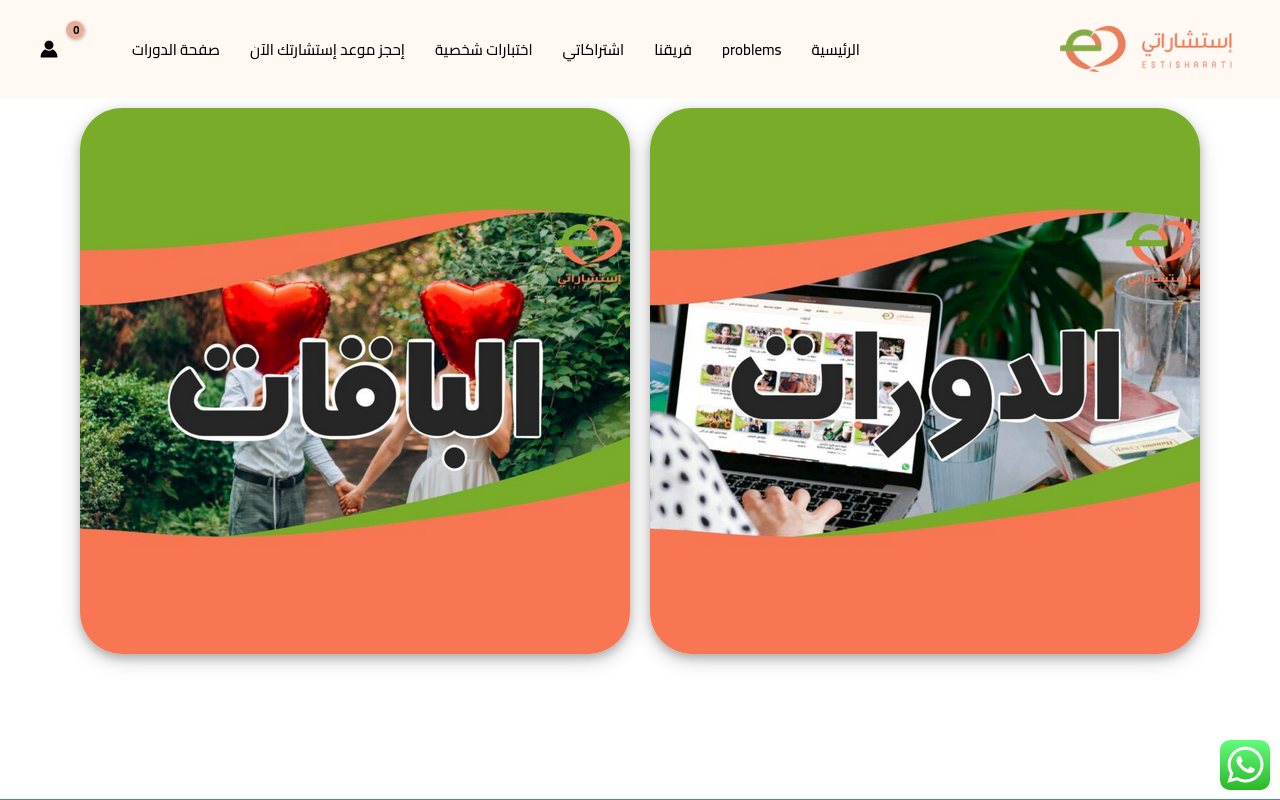 إستشاراتي
ESTISHARATI
الرئيسية
problems
فريقنا
اشتراكاتي
اختبارات شخصية
إحجز موعد إستشارتك الآن
صفحة الدورات
0
إستشاراتي
الدورات
إستشاراتي
الباقات